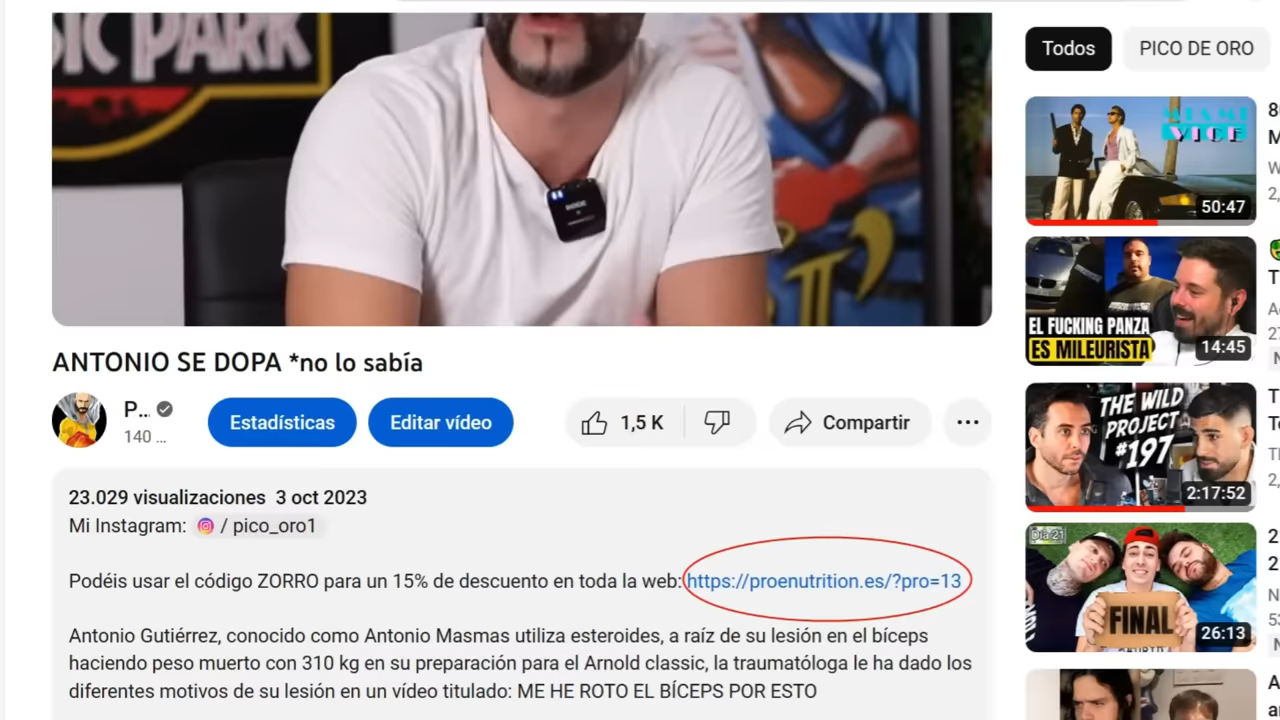 SIC PARK
ANTONIO SE DOPA *no lo sabía
P...
140 ...
Estadísticas
Editar vídeo
1,5 K
Compartir
23.029 visualizaciones 3 oct 2023
Mi Instagram: / pico_oro1
Podéis usar el código ZORRO para un 15% de descuento en toda la web: https://proenutrition.es/?pro=13
Antonio Gutiérrez, conocido como Antonio Masmas utiliza esteroides, a raíz de su lesión en el bíceps
haciendo peso muerto con 310 kg en su preparación para el Arnold classic, la traumatóloga le ha dado los
diferentes motivos de su lesión en un vídeo titulado: ME HE ROTO EL BÍCEPS POR ESTO
Todos
PICO DE ORO
MIAMI
VICE
50:47
EL FUCKING PANZA
ES MILEURISTA
14:45
THE WILD
PROJECT
#197
2:17:52
Día 21
FINAL
26:13